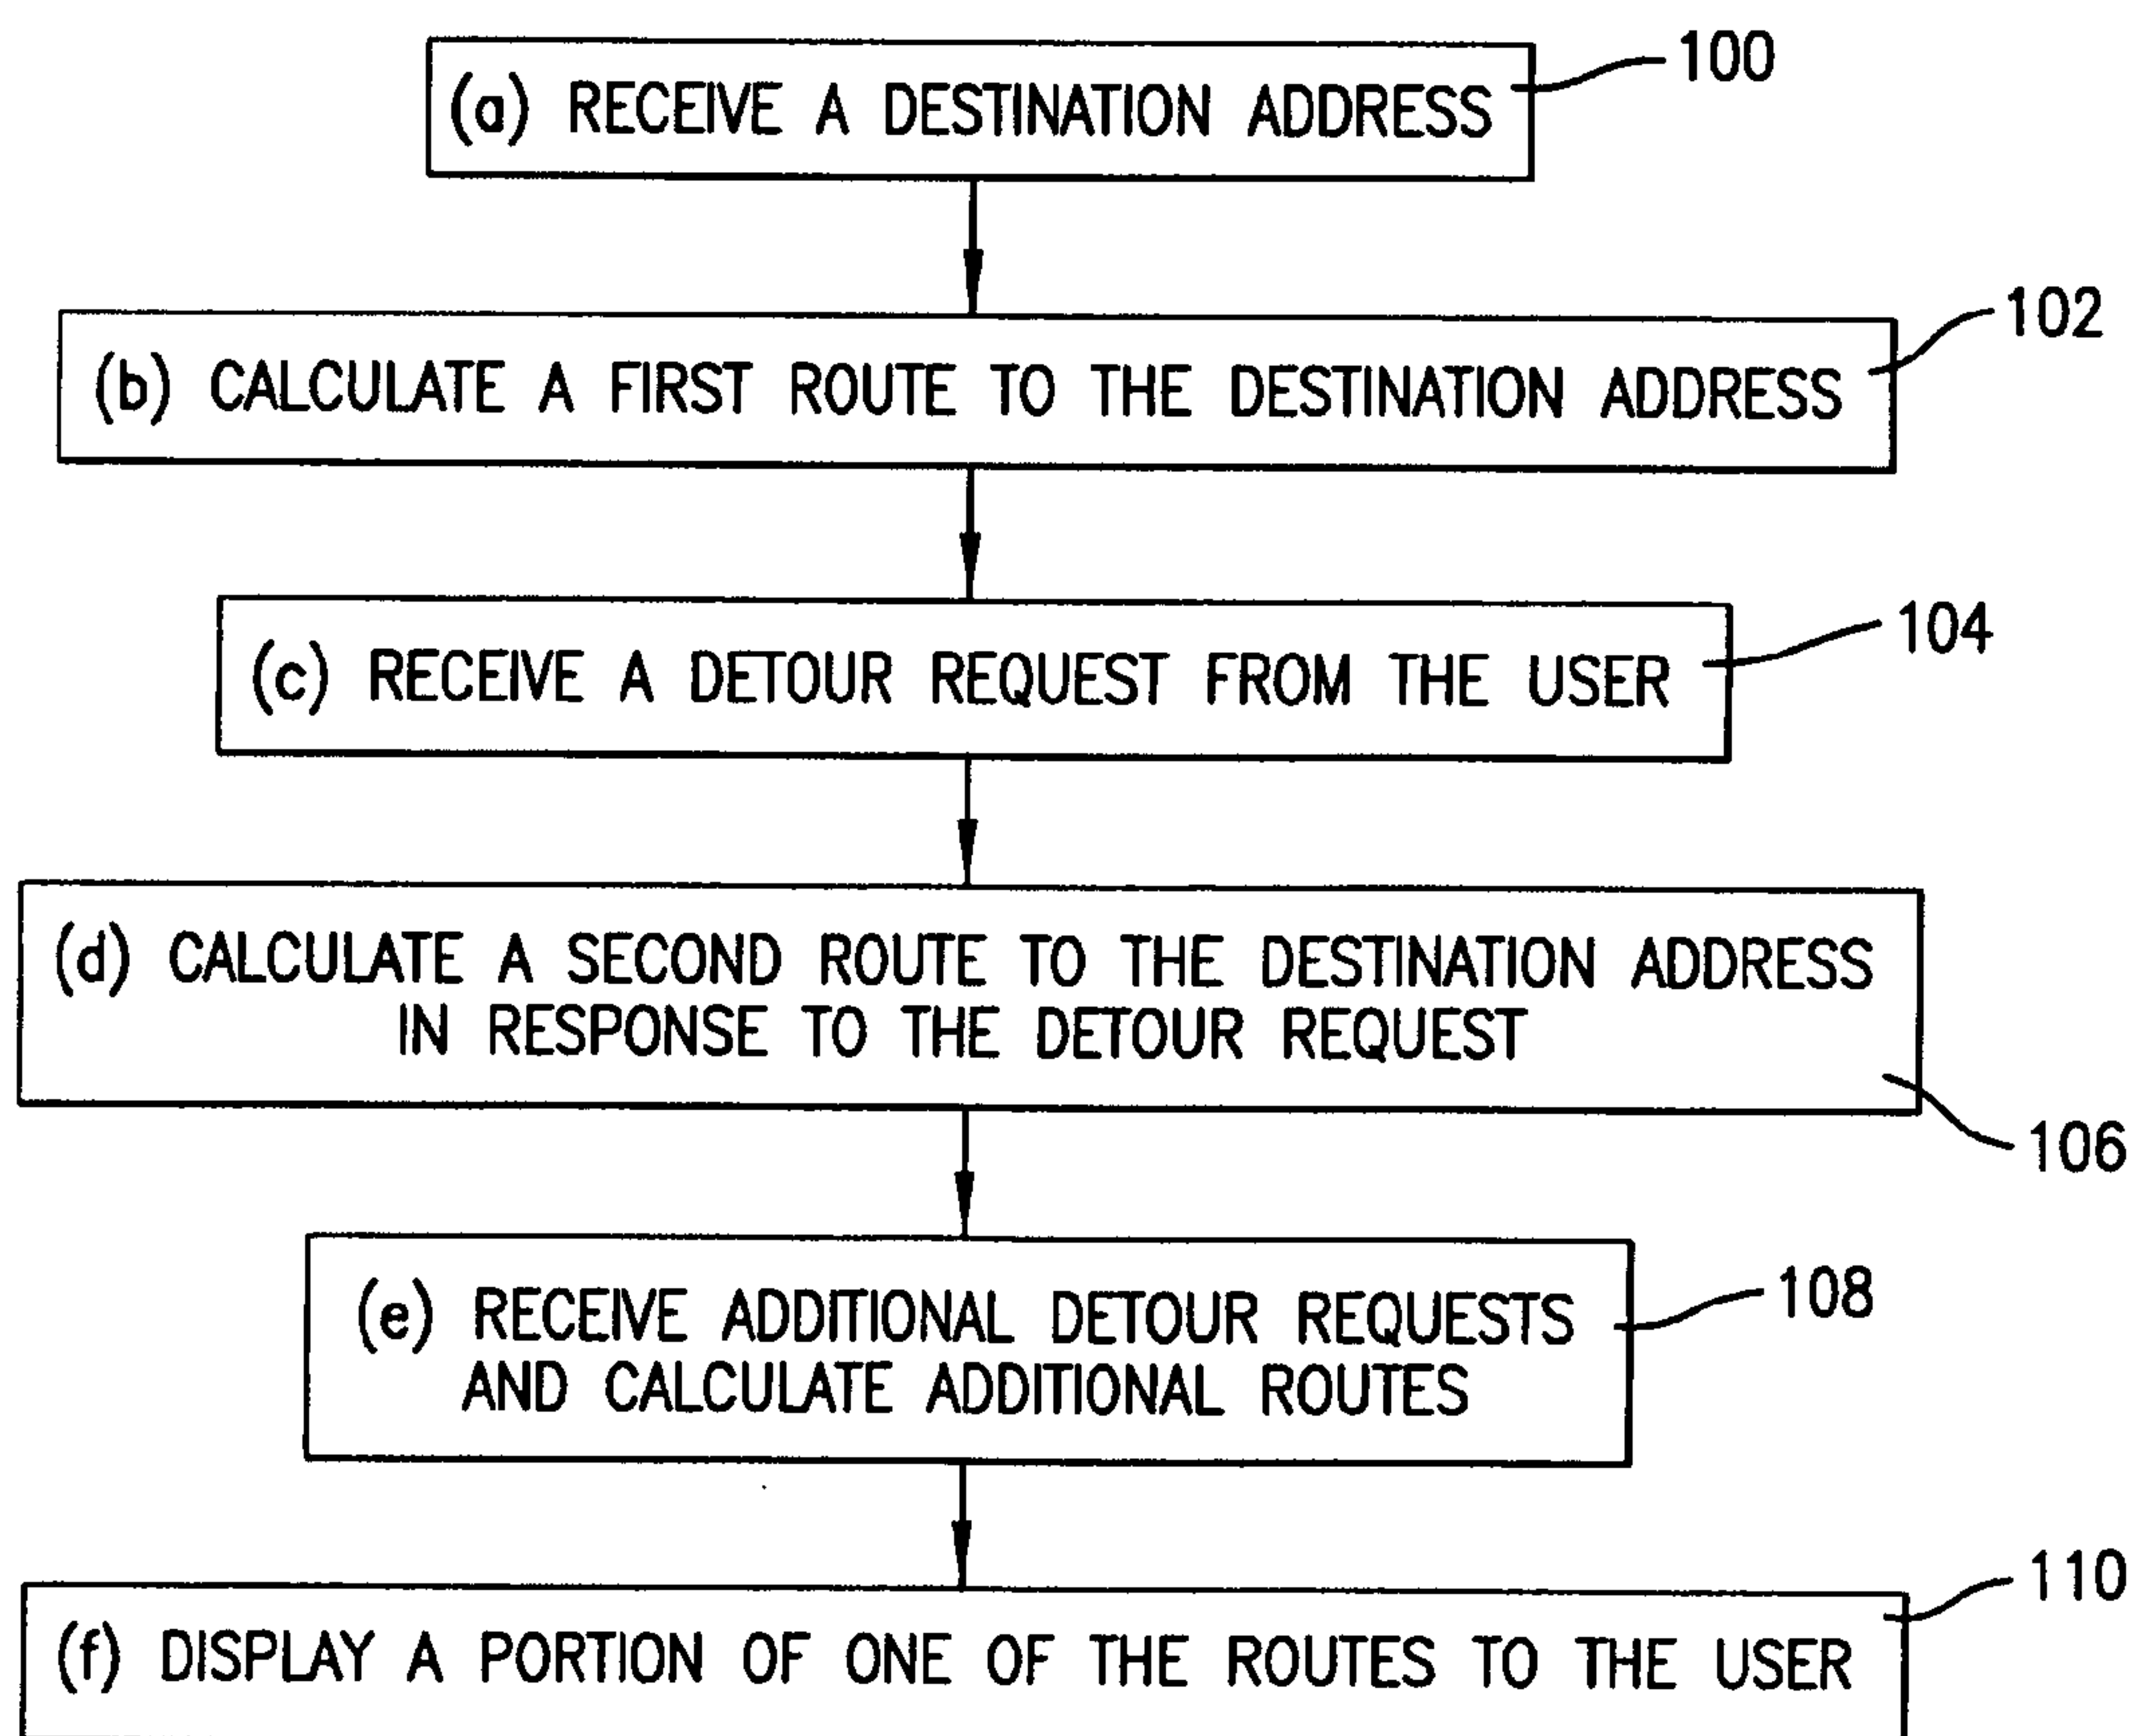 (a) RECEIVE A DESTINATION ADDRESS
100
(b) CALCULATE A FIRST ROUTE TO THE DESTINATION ADDRESS
102
(c) RECEIVE A DETOUR REQUEST FROM THE USER
104
(d) CALCULATE A SECOND ROUTE TO THE DESTINATION ADDRESS
IN RESPONSE TO THE DETOUR REQUEST
106
(e) RECEIVE ADDITIONAL DETOUR REQUESTS
AND CALCULATE ADDITIONAL ROUTES
108
(f) DISPLAY A PORTION OF ONE OF THE ROUTES TO THE USER
110